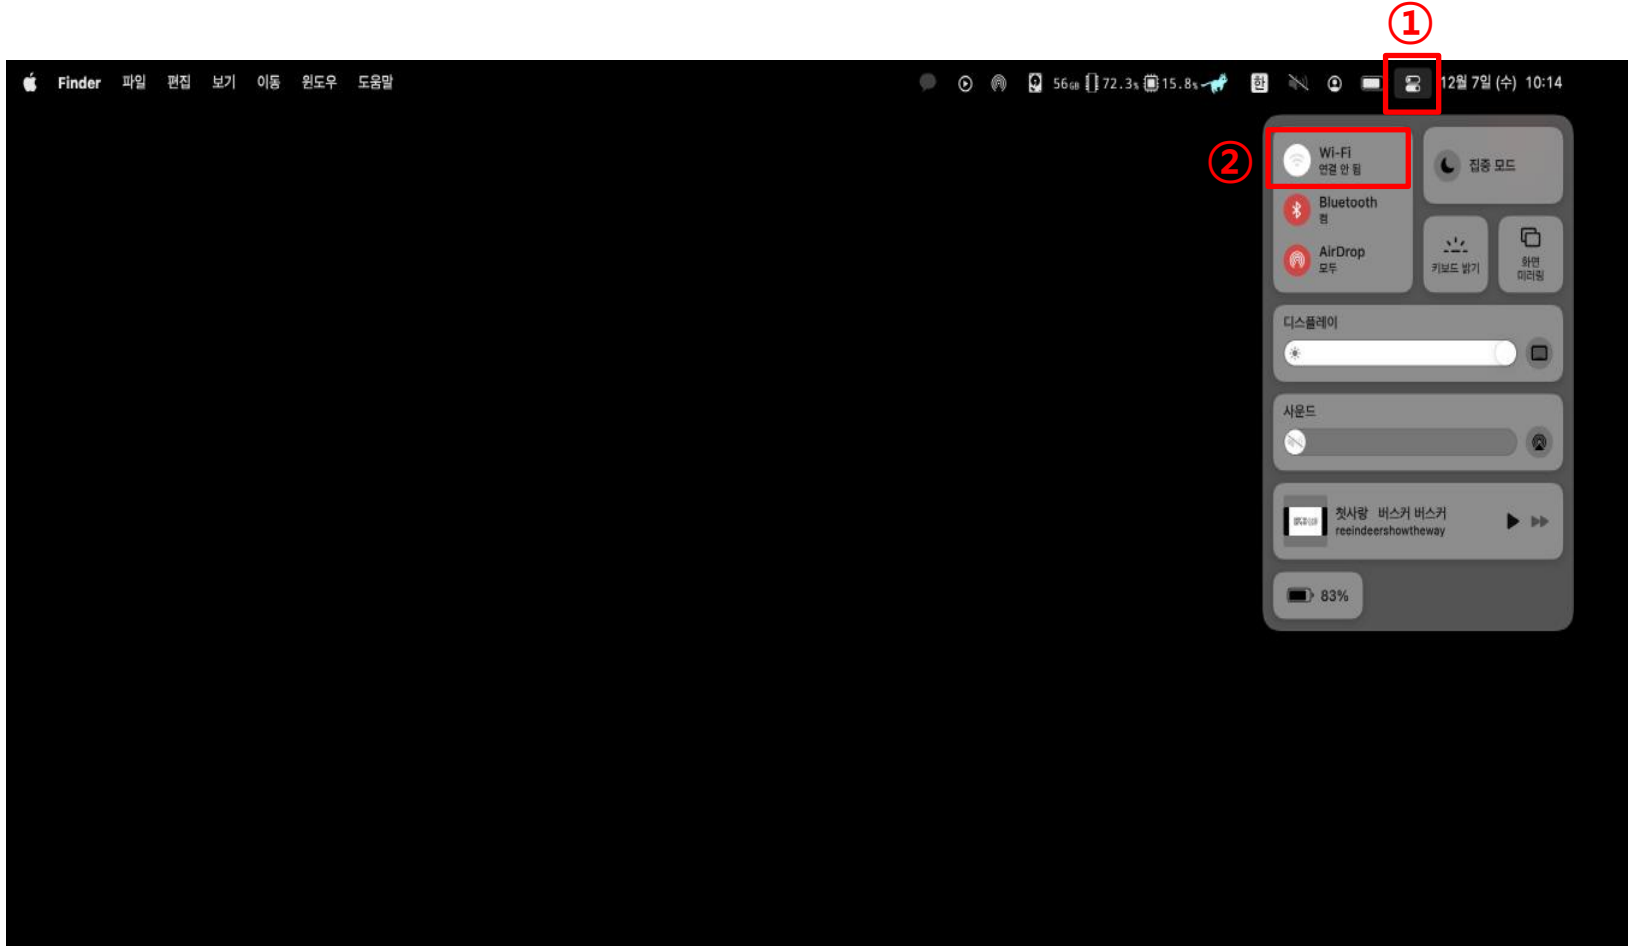 ①
Finder 파일 편집 보기 이동 윈도우 도움말 56GB 72.3% 15.8% 한 12월 7일 (수) 10:14
②
Wi-Fi
연결 안 됨
집중 모드
Bluetooth
켬
AirDrop
모두
키보드 밝기
화면
미러링
디스플레이
사운드
첫사랑 버스커 버스커
reeindeershowtheway
83%